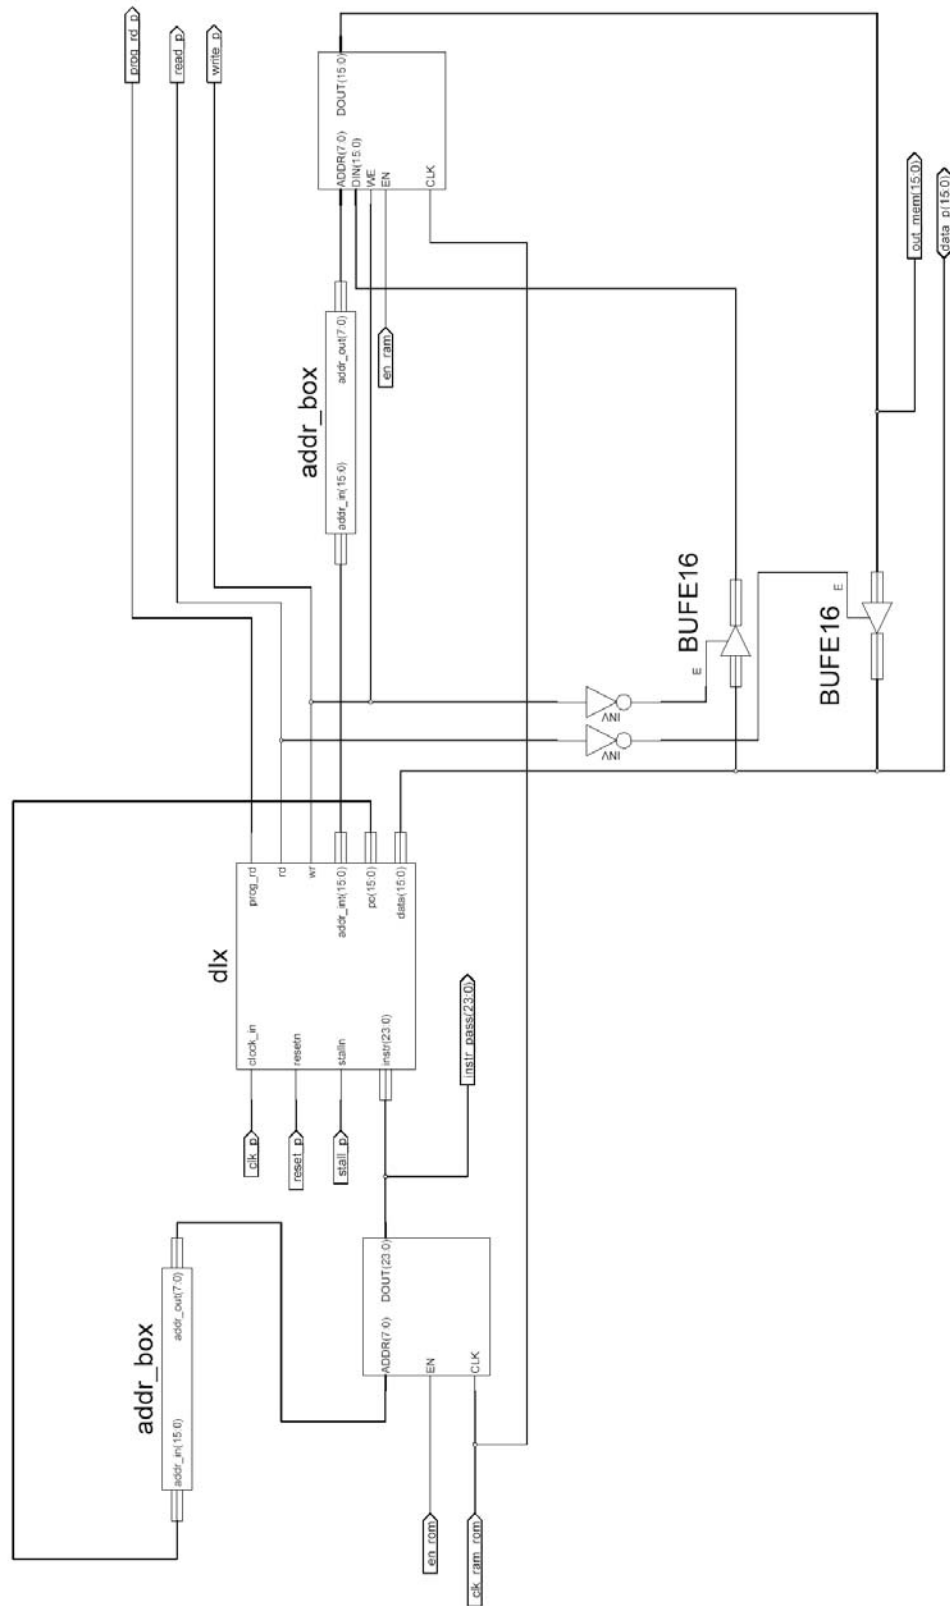 prog_rd_p
read_p
write_p
ADDR(7:0)
DOUT(15:0)
DIN(15:0)
WE
EN
CLK
out_mem(15:0)
data_p(15:0)
addr_box
addr_in(15:0)
addr_out(7:0)
en_ram
BUFE16
E
BUFE16
E
INV
INV
dlx
clock_in
prog_rd
resetn
rd
wr
stalln
addr_int(15:0)
instr(23:0)
pc(15:0)
data(15:0)
clk_p
reset_p
stall_p
instr_pass(23:0)
addr_box
addr_in(15:0)
addr_out(7:0)
ADDR(7:0)
DOUT(23:0)
EN
CLK
en_rom
clk_ram_rom